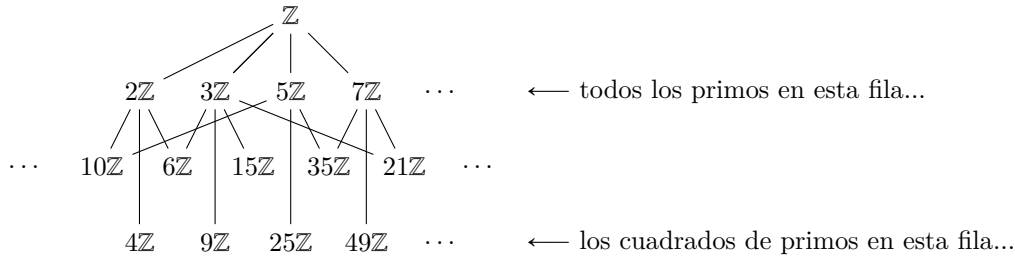 ℤ
2ℤ 3ℤ 5ℤ 7ℤ ⋯ ⟵ todos los primos en esta fila...
⋯ 10ℤ 6ℤ 15ℤ 35ℤ 21ℤ ⋯
4ℤ 9ℤ 25ℤ 49ℤ ⋯ ⟵ los cuadrados de primos en esta fila...